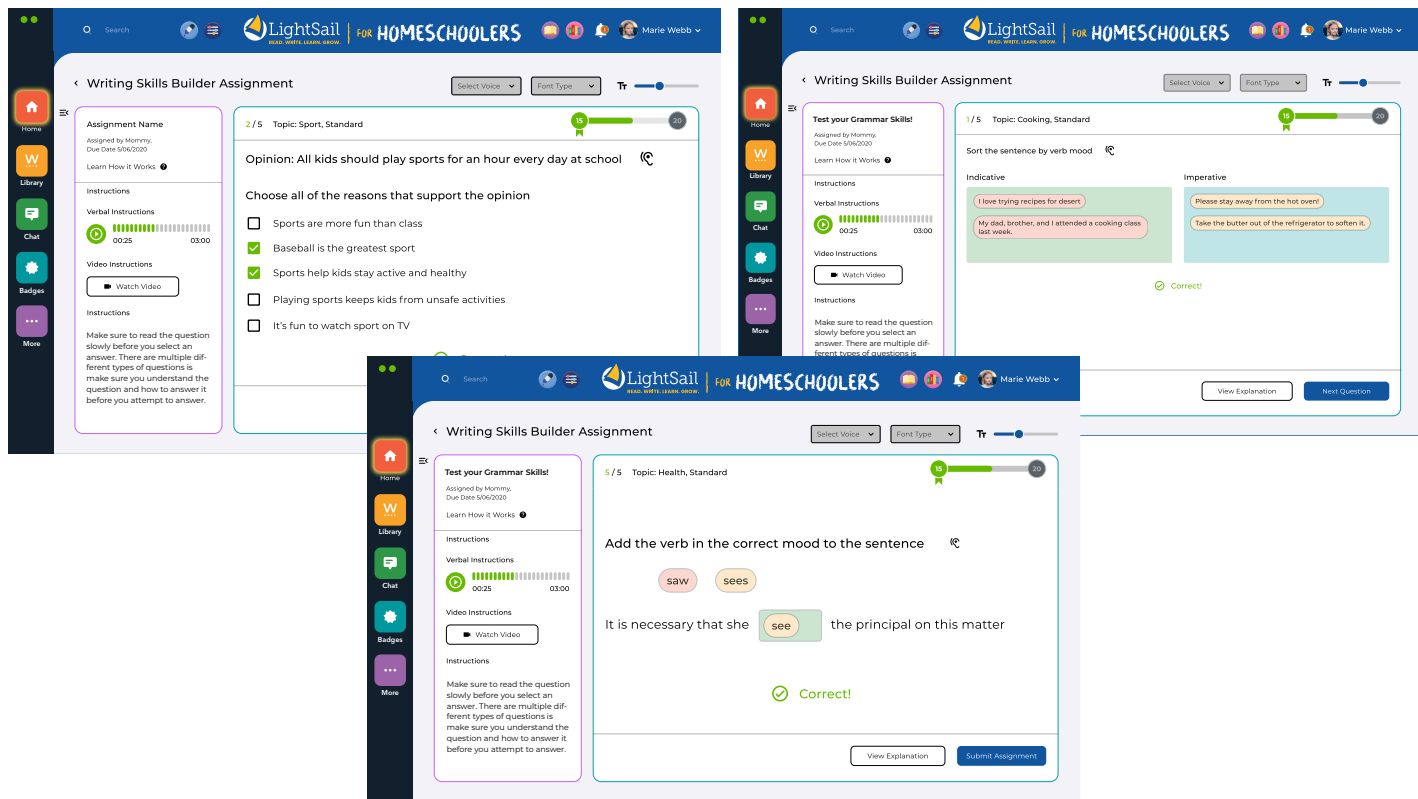 Search
LightSail
READ. WRITE. LEARN. GROW.
FOR HOMESCHOOLERS
Marie Webb
Writing Skills Builder Assignment
Select Voice
Font Type
TT
Home
W
Library
Chat
Badges
More
Assignment Name
Assigned by Mommy,
Due Date 5/06/2020
Learn How it Works ?
Instructions
Verbal Instructions
00:25 03:00
Video Instructions
Watch Video
Instructions
Make sure to read the question
slowly before you select an
answer. There are multiple dif-
ferent types of questions is
make sure you understand the
question and how to answer it
before you attempt to answer.
2 / 5 Topic: Sport, Standard
15
20
Opinion: All kids should play sports for an hour every day at school
Choose all of the reasons that support the opinion
Sports are more fun than class
Baseball is the greatest sport
Sports help kids stay active and healthy
Playing sports keeps kids from unsafe activities
It's fun to watch sport on TV
Search
LightSail
READ. WRITE. LEARN. GROW.
FOR HOMESCHOOLERS
Marie Webb
Writing Skills Builder Assignment
Select Voice
Font Type
TT
Home
W
Library
Chat
Badges
More
Test your Grammar Skills!
Assigned by Mommy,
Due Date 5/06/2020
Learn How it Works ?
Instructions
Verbal Instructions
00:25 03:00
Video Instructions
Watch Video
Instructions
Make sure to read the question
slowly before you select an
answer. There are multiple dif-
ferent types of questions is
1 / 5 Topic: Cooking, Standard
15
20
Sort the sentence by verb mood
Indicative
I love trying recipes for desert
My dad, brother, and I attended a cooking class
last week.
Imperative
Please stay away from the hot oven!
Take the butter out of the refrigerator to soften it.
Correct!
View Explanation
Next Question
Search
LightSail
READ. WRITE. LEARN. GROW.
FOR HOMESCHOOLERS
Marie Webb
Writing Skills Builder Assignment
Select Voice
Font Type
TT
Home
W
Library
Chat
Badges
More
Test your Grammar Skills!
Assigned by Mommy,
Due Date 5/06/2020
Learn How it Works ?
Instructions
Verbal Instructions
00:25 03:00
Video Instructions
Watch Video
Instructions
Make sure to read the question
slowly before you select an
answer. There are multiple dif-
ferent types of questions is
make sure you understand the
question and how to answer it
before you attempt to answer.
5 / 5 Topic: Health, Standard
15
20
Add the verb in the correct mood to the sentence
saw sees
It is necessary that she see the principal on this matter
Correct!
View Explanation
Submit Assignment